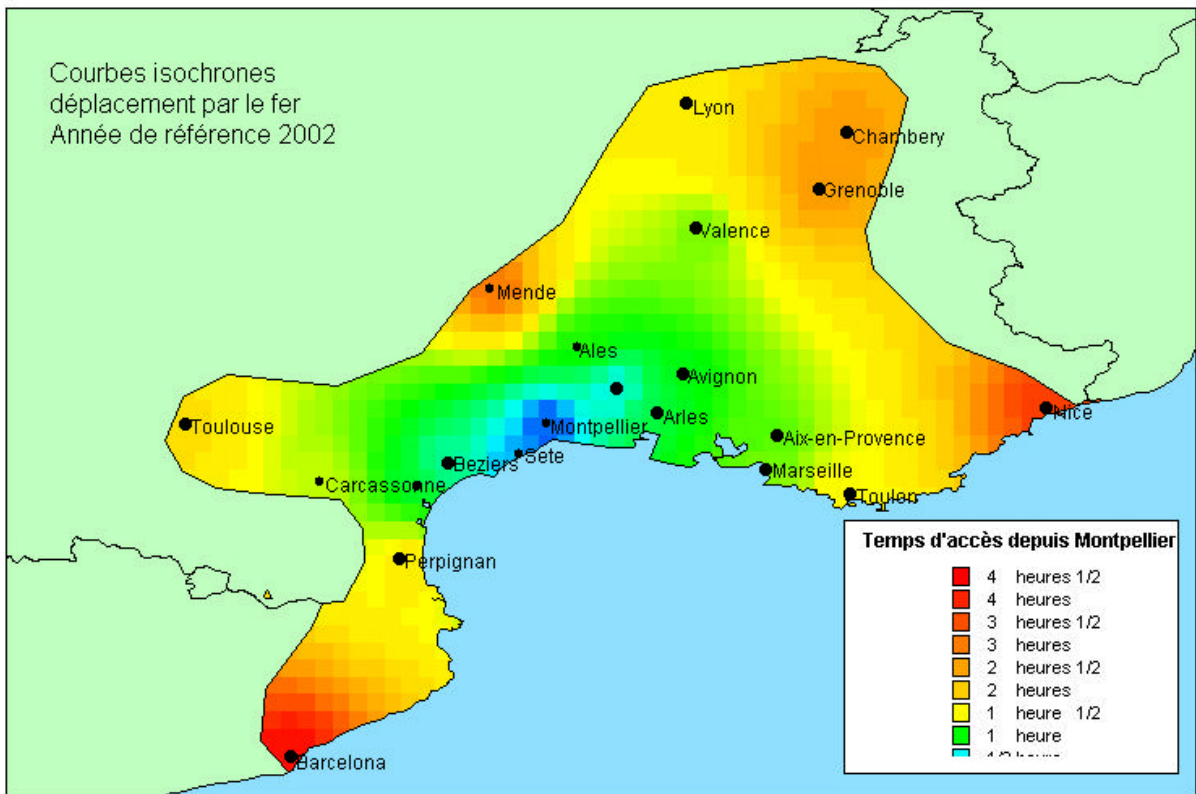 Courbes isochrones
déplacement par le fer
Année de référence 2002
Lyon
Chambery
Grenoble
Valence
Mende
Ales
Avignon
Nice
Arles
Toulouse
Montpellier
Aix-en-Provence
Sete
Beziers
Marseille
Carcassonne
Toulon
Perpignan
Barcelona
Temps d'accès depuis Montpellier
4 heures 1/2
4 heures
3 heures 1/2
3 heures
2 heures 1/2
2 heures
1 heure 1/2
1 heure
1/2 heure